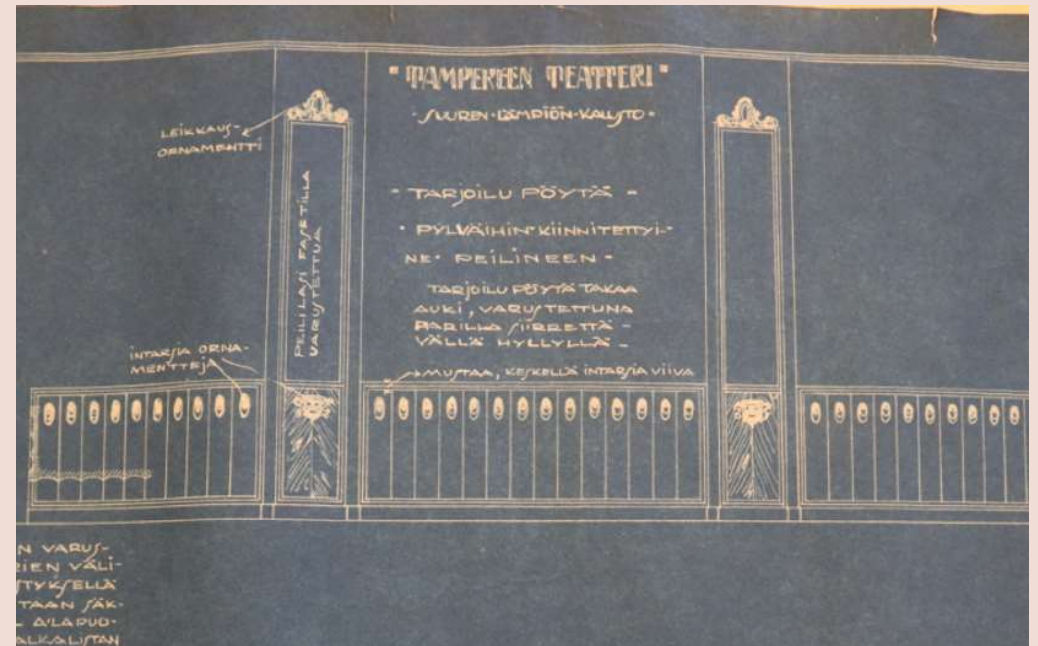 "TAMPEREEN TEATTERI"
-SUUREN-LÄMPIÖN-KALUSTO-
LEIKKAUS-
ORNAMENTTI
- TARJOILU PÖYTÄ -
- PYLVÄIHIN KIINNITETTYI-
NE- PEILINEEN -
TARJOILU PÖYTÄ TAKAA
AUKI, VARUSTETTUNA
PARILLA SIIRRETTÄ-
VÄLLÄ HYLLYLLÄ -
PEILILASI FASETILLA
VARUSTETTUA
INTARSIA ORNA-
MENTTEJA
MUSTAA, KESKELLÄ INTARSIA VIIVA
N VARUS-
RIEN VÄLI-
STYKSELLÄ
TAAN SÄK-
ALAPUO-
ALKALISTAN